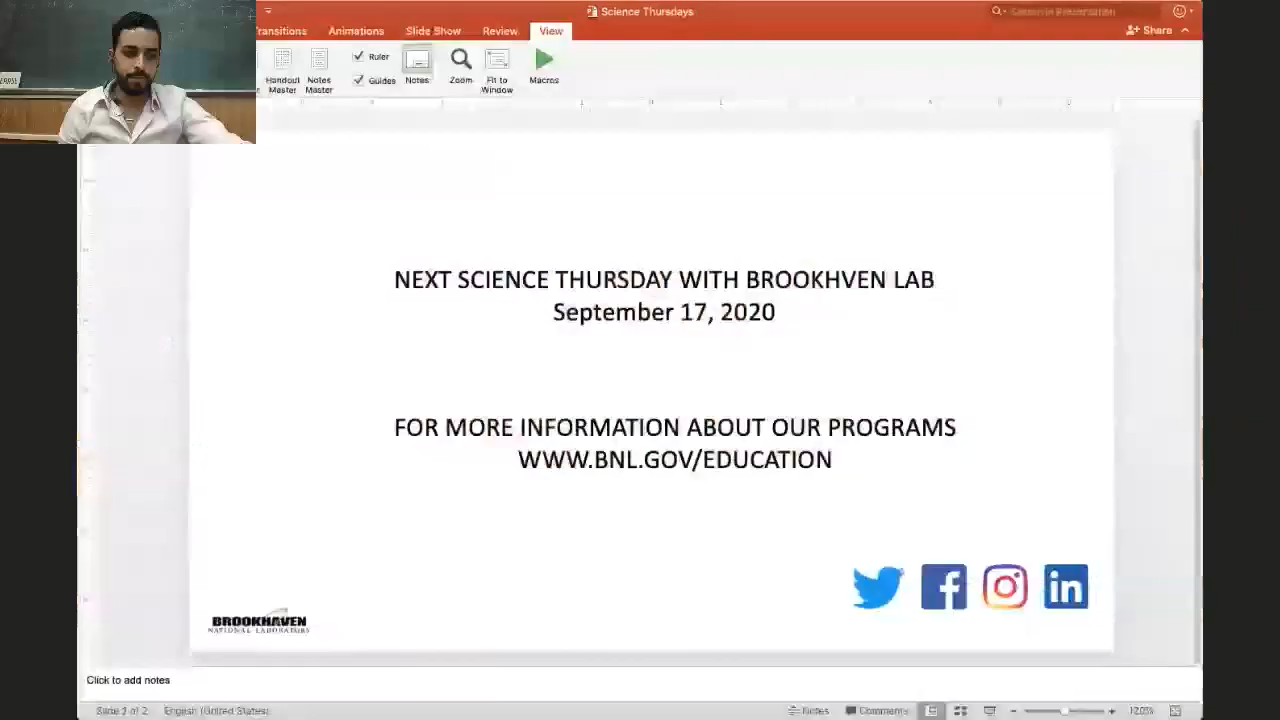 Science Thursdays
Search in Presentation
Transitions Animations Slide Show Review View
Share
Handout Master
Notes Master
Ruler
Guides
Notes
Zoom
Fit to Window
Macros
NEXT SCIENCE THURSDAY WITH BROOKHVEN LAB
September 17, 2020
FOR MORE INFORMATION ABOUT OUR PROGRAMS
WWW.BNL.GOV/EDUCATION
BROOKHAVEN
NATIONAL LABORATORY
Click to add notes
Slide 2 of 2 English (United States) Notes Comments 120%